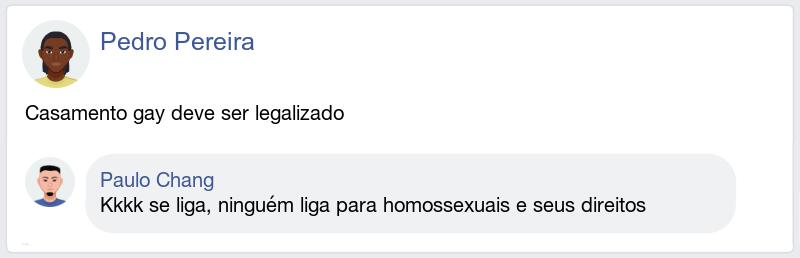 Pedro Pereira
Casamento gay deve ser legalizado
Paulo Chang
Kkkk se liga, ninguém liga para homossexuais e seus direitos